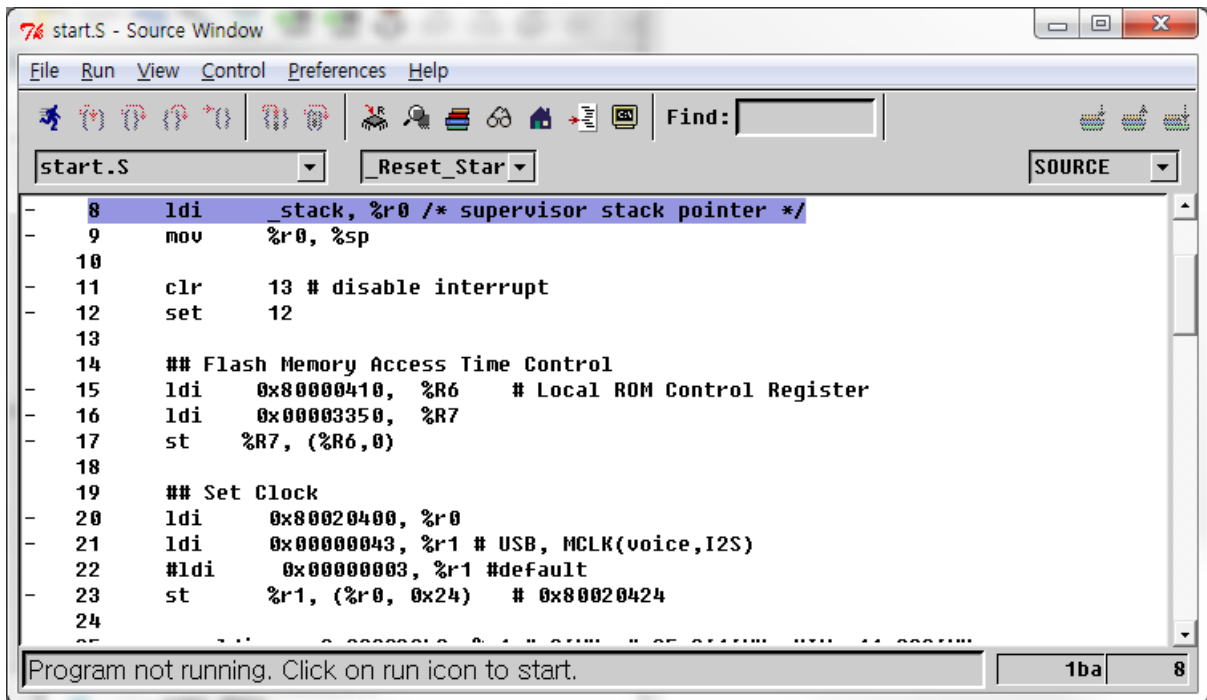 start.S - Source Window
File Run View Control Preferences Help
Find:
start.S _Reset_Star SOURCE
- 8 ldi _stack, %r0 /* supervisor stack pointer */
- 9 mov %r0, %sp
10
- 11 clr 13 # disable interrupt
- 12 set 12
13
14 ## Flash Memory Access Time Control
- 15 ldi 0x80000410, %R6 # Local ROM Control Register
- 16 ldi 0x00003350, %R7
- 17 st %R7, (%R6,0)
18
19 ## Set Clock
- 20 ldi 0x80020400, %r0
- 21 ldi 0x00000043, %r1 # USB, MCLK(voice,I2S)
22 #ldi 0x00000003, %r1 #default
- 23 st %r1, (%r0, 0x24) # 0x80020424
24
Program not running. Click on run icon to start. 1ba 8